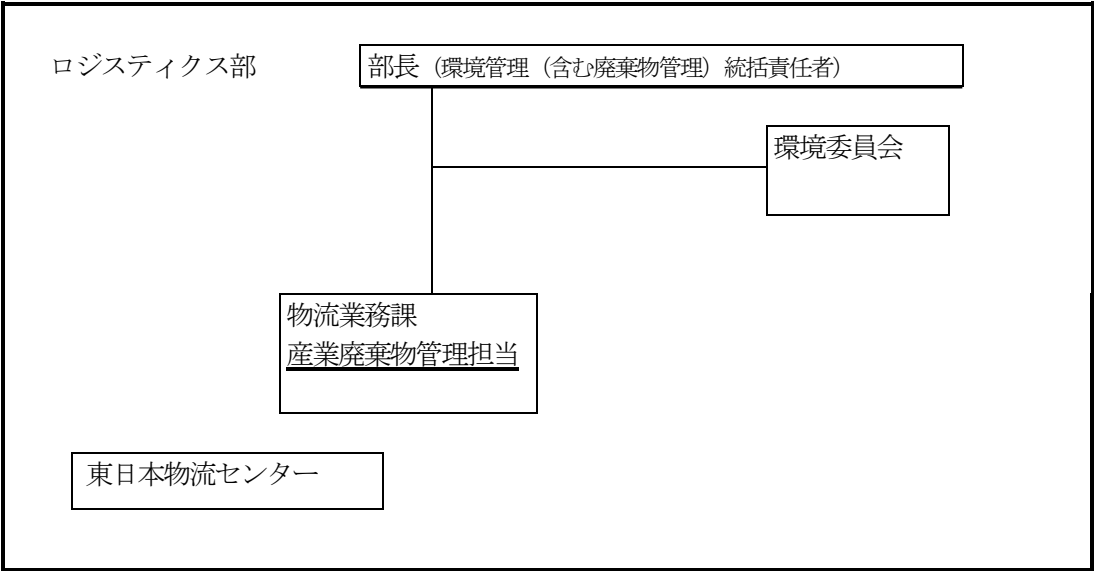 ロジスティクス部
部長（環境管理（含む廃棄物管理）統括責任者）
環境委員会
物流業務課
産業廃棄物管理担当
東日本物流センター